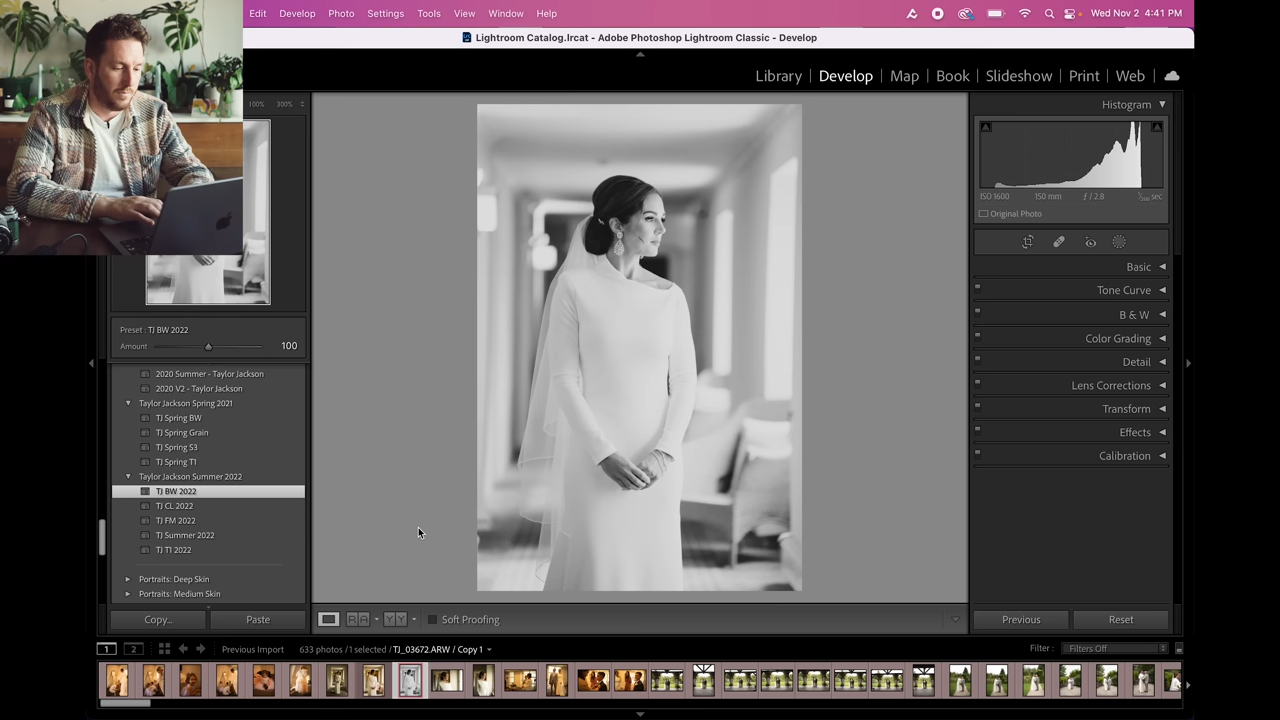 Edit Develop Photo Settings Tools View Window Help Wed Nov 2 4:41 PM
Lightroom Catalog.lrcat - Adobe Photoshop Lightroom Classic - Develop
Library | Develop | Map | Book | Slideshow | Print | Web
100% 300%
Histogram
ISO 1600 150 mm ƒ / 2.8 sec
Original Photo
Basic
Tone Curve
B & W
Color Grading
Detail
Lens Corrections
Transform
Effects
Calibration
Preset : TJ BW 2022
Amount 100
2020 Summer - Taylor Jackson
2020 V2 - Taylor Jackson
Taylor Jackson Spring 2021
TJ Spring BW
TJ Spring Grain
TJ Spring S3
TJ Spring T1
Taylor Jackson Summer 2022
TJ BW 2022
TJ CL 2022
TJ FM 2022
TJ Summer 2022
TJ T1 2022
Portraits: Deep Skin
Portraits: Medium Skin
Copy... Paste
R A Y Y Soft Proofing
Previous Reset
1 2 Previous Import 633 photos / 1 selected / TJ_03672.ARW / Copy 1
Filter : Filters Off